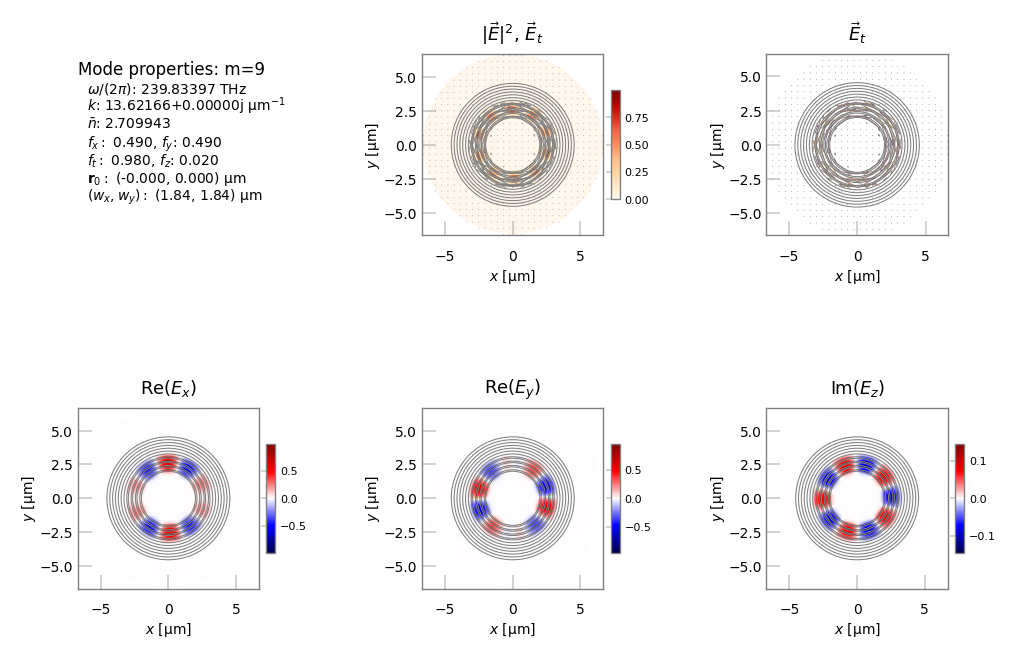 Mode properties: m=9
ω/(2π): 239.83397 THz
k: 13.62166+0.00000j μm⁻¹
n̄: 2.709943
fₓ: 0.490, f_y: 0.490
fₜ: 0.980, f_z: 0.020
r₀: (-0.000, 0.000) μm
(wₓ, w_y): (1.84, 1.84) μm
|E⃗|², E⃗ₜ
5.0
2.5
0.0
−2.5
−5.0
y [μm]
−5 0 5
x [μm]
0.75
0.50
0.25
0.00
E⃗ₜ
5.0
2.5
0.0
−2.5
−5.0
y [μm]
−5 0 5
x [μm]
Re(Eₓ)
5.0
2.5
0.0
−2.5
−5.0
y [μm]
−5 0 5
x [μm]
0.5
0.0
−0.5
Re(E_y)
5.0
2.5
0.0
−2.5
−5.0
y [μm]
−5 0 5
x [μm]
0.5
0.0
−0.5
Im(E_z)
5.0
2.5
0.0
−2.5
−5.0
y [μm]
−5 0 5
x [μm]
0.1
0.0
−0.1